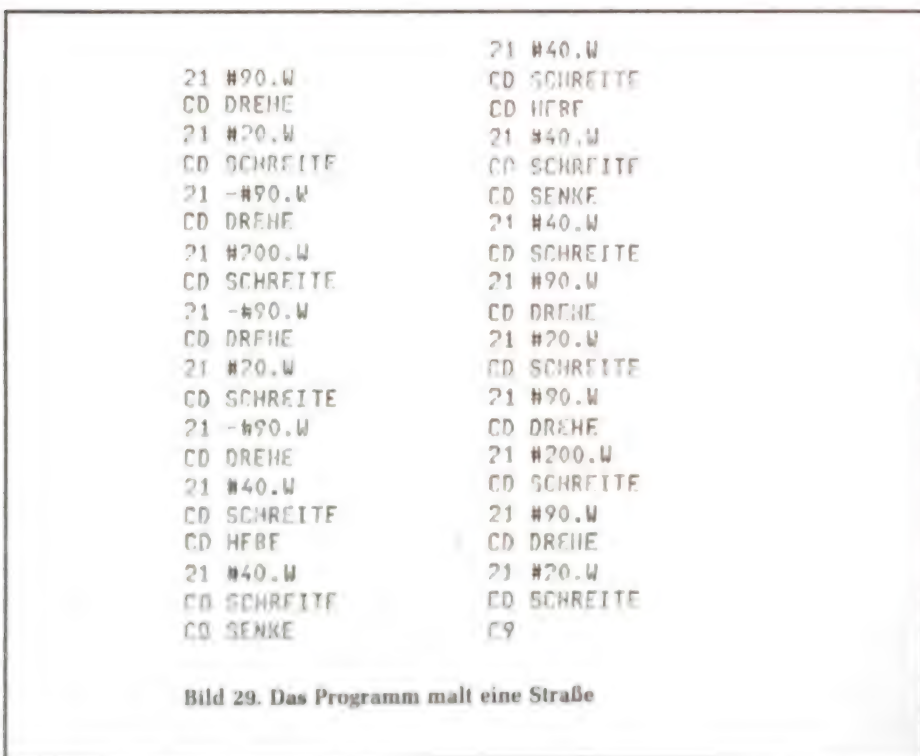 21 #90.W
CD DREHE
21 #20.W
CD SCHREITE
21 -#90.W
CD DREHE
21 #200.W
CD SCHREITE
21 -#90.W
CD DREHE
21 #20.W
CD SCHREITE
21 -#90.W
CD DREHE
21 #40.W
CD SCHREITE
CD HEBE
21 #40.W
CD SCHREITE
CD SENKE
21 #40.W
CD SCHREITE
CD HEBE
21 #40.W
CD SCHREITE
CD SENKE
21 #40.W
CD SCHREITE
21 #90.W
CD DREHE
21 #20.W
CD SCHREITE
21 #90.W
CD DREHE
21 #200.W
CD SCHREITE
21 #90.W
CD DREHE
21 #20.W
CD SCHREITE
C9
Bild 29. Das Programm malt eine Straße